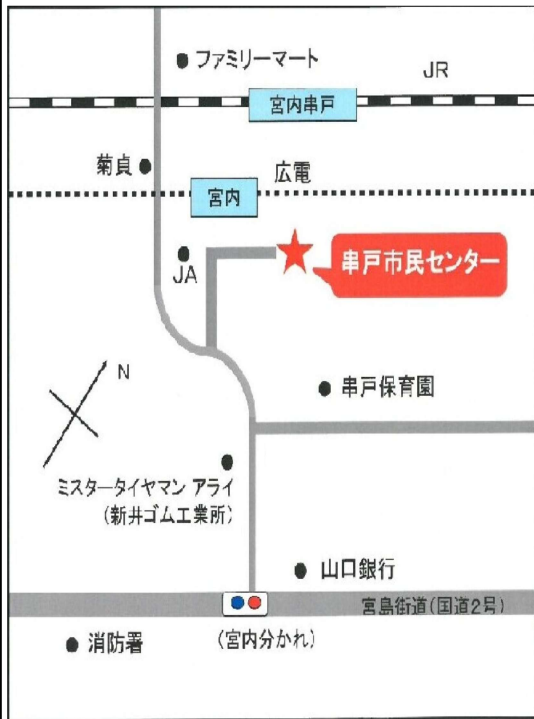 ファミリーマート
JR
宮内串戸
菊貞
広電
宮内
串戸市民センター
JA
N
串戸保育園
ミスタータイヤマン アライ
(新井ゴム工業所)
山口銀行
宮島街道(国道2号)
消防署
(宮内分かれ)